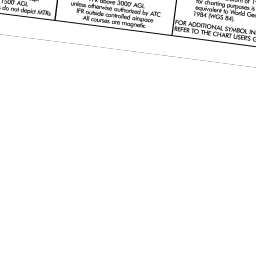 1500' AGL
do not depict MTRs
above 3000' AGL
unless otherwise authorized by ATC
IFR outside controlled airspace
All courses are magnetic
for charting purposes is
equivalent to World Geo
1984 (WGS 84).
FOR ADDITIONAL SYMBOL IN
REFER TO THE CHART USER'S G